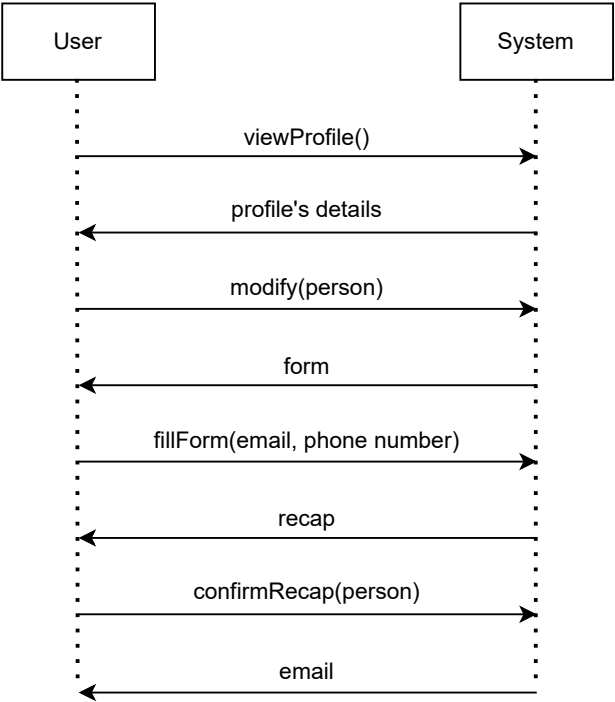 User
System
viewProfile()
profile's details
modify(person)
form
fillForm(email, phone number)
recap
confirmRecap(person)
email